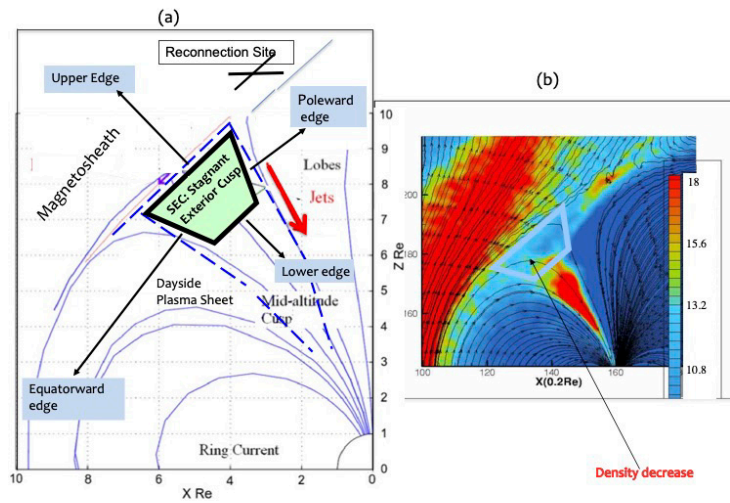 (a)
Reconnection Site
Upper Edge
Poleward
edge
Magnetosheath
SEC: Stagnant
Exterior Cusp
Lobes
Jets
Lower edge
Dayside
Plasma Sheet
Mid-altitude
Cusp
Equatorward
edge
Ring Current
10
9
8
7
6
5
4
3
2
1
0
10 8 6 4 2 0
X Re
(b)
Z Re
200
180
160
140
100 120 140 160 180
X(0.2Re)
18
15.6
13.2
10.8
Density decrease